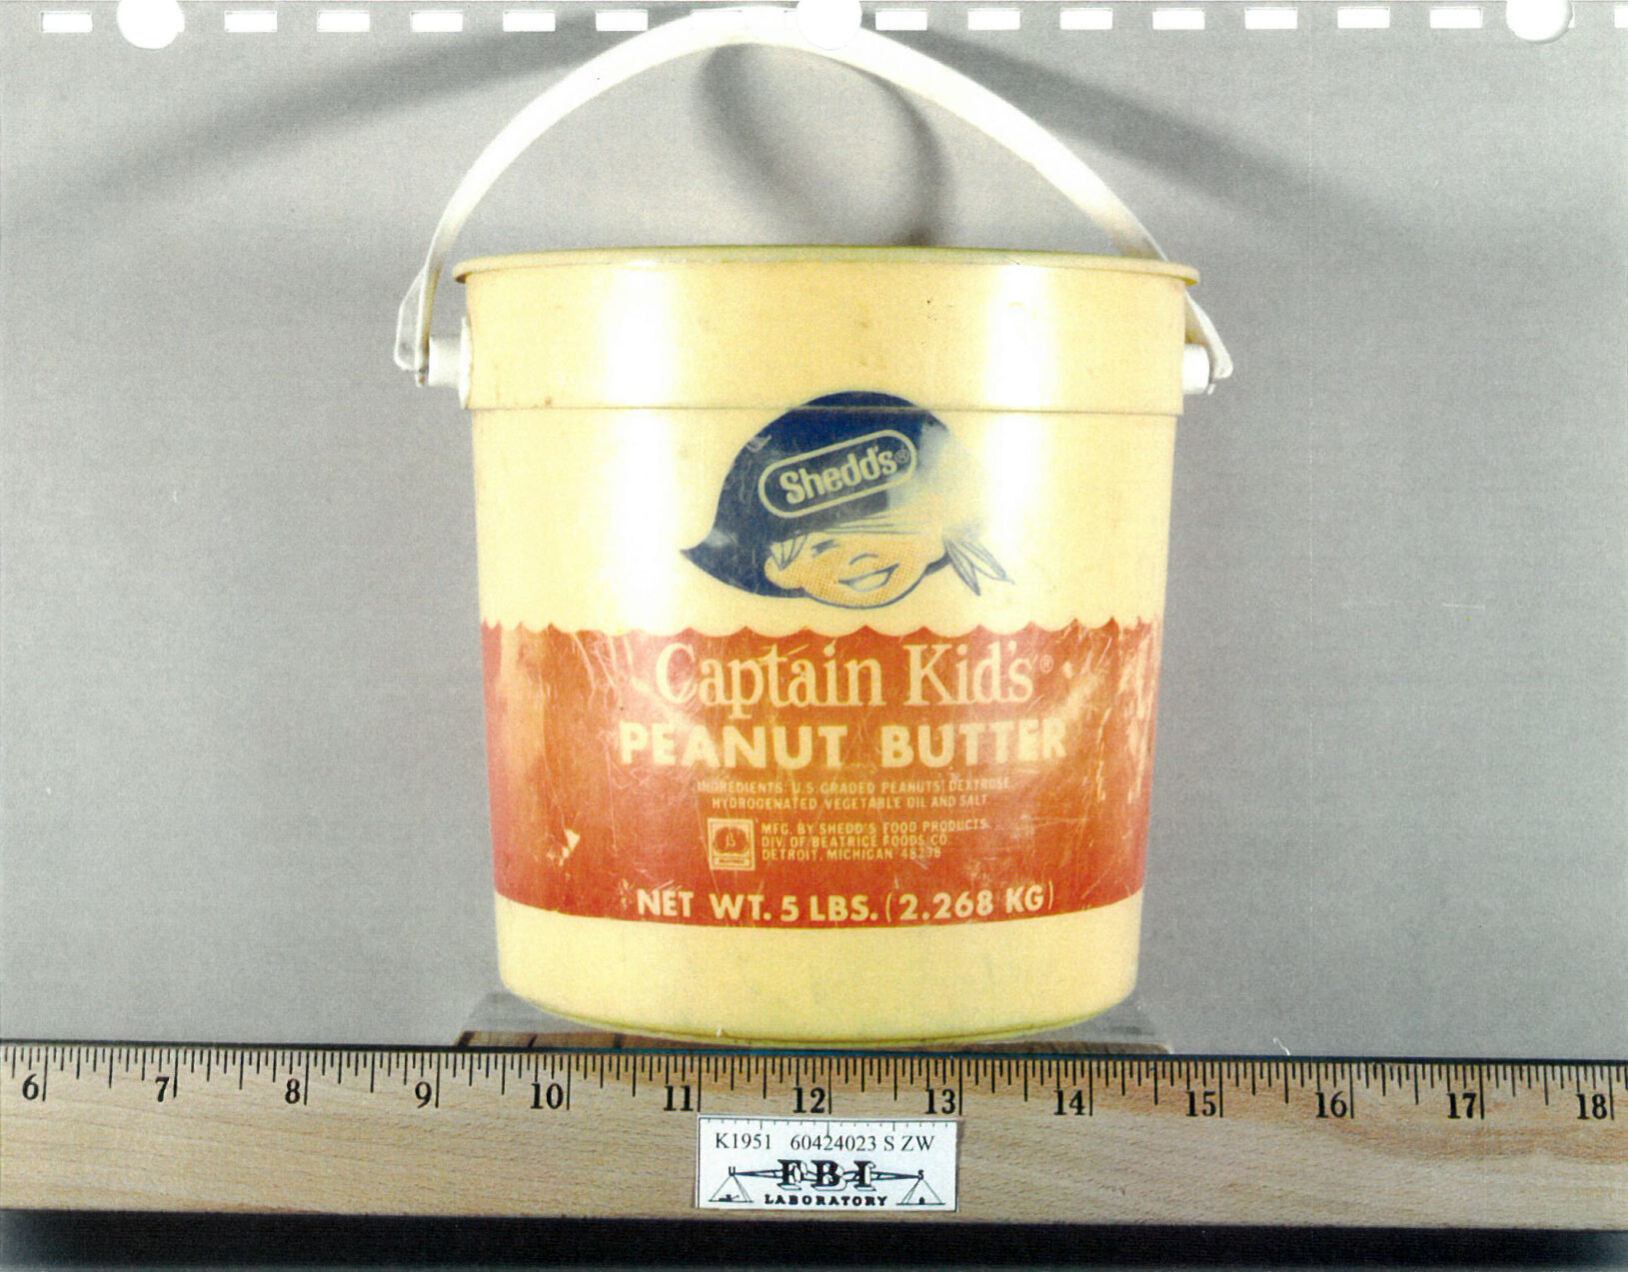 Shedd's®
Captain Kid's®
PEANUT BUTTER
INGREDIENTS: U.S. GRADED PEANUTS, DEXTROSE,
HYDROGENATED VEGETABLE OIL AND SALT
MFG. BY SHEDD'S FOOD PRODUCTS
DIV. OF BEATRICE FOODS CO.
DETROIT, MICHIGAN 48238
NET WT. 5 LBS. (2.268 KG)
6 7 8 9 10 11 12 13 14 15 16 17 18
K1951 60424023 S ZW
U FBI S
LABORATORY